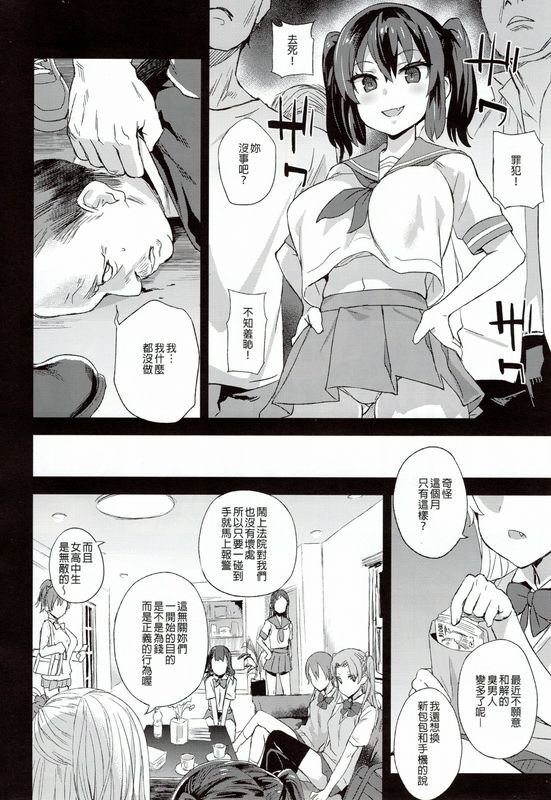 去死！
罪犯！
妳
沒事吧？
不知羞恥！
我…
我什麼
都沒做
奇怪
這個月
只有這樣？
最近不願意
和解的
臭男人
變多了呢─
我還想換
新包包和手機的說
鬧上法院對我們
也沒有壞處
所以只要一碰到
手就馬上報警
這無關妳們
一開始的目的
是不是為錢
而是正義的行為喔
而且
女高中生
是無敵的~